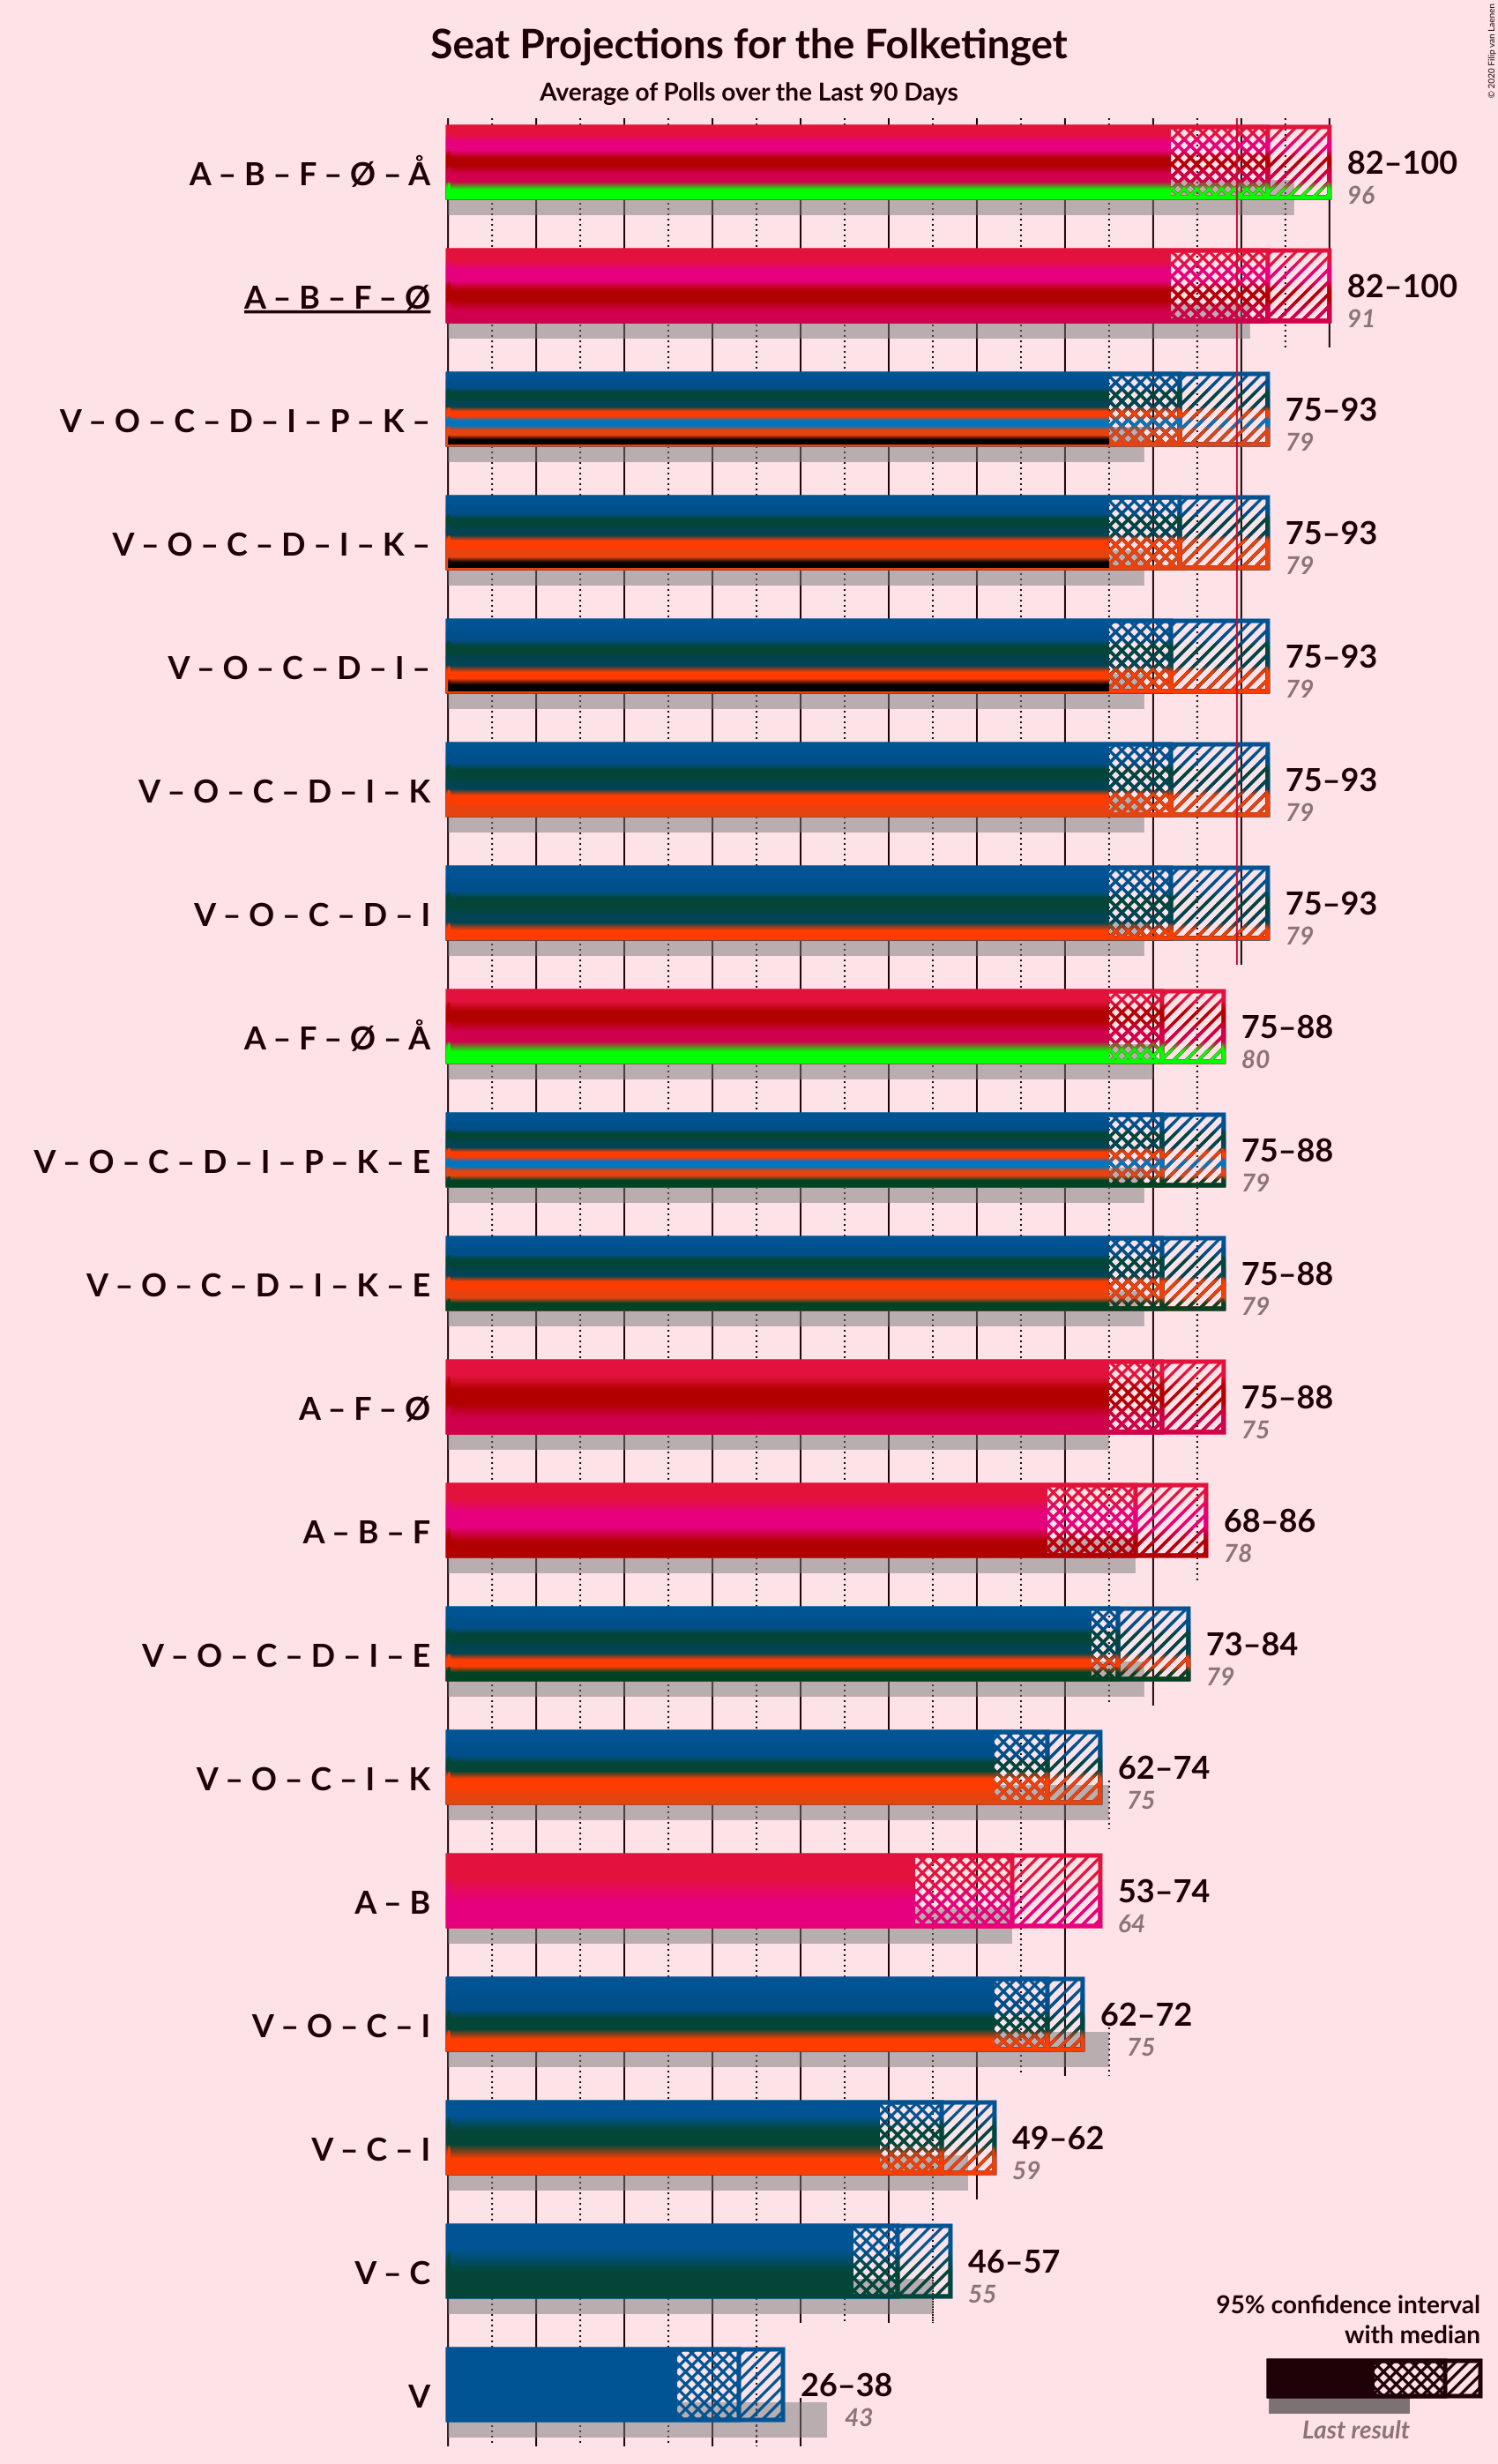 Seat Projections for the Folketinget
Average of Polls over the Last 90 Days
© 2020 Filip van Laenen
A – B – F – Ø – Å
82–100
96
A – B – F – Ø
82–100
91
V – O – C – D – I – P – K –
75–93
79
V – O – C – D – I – K –
75–93
79
V – O – C – D – I –
75–93
79
V – O – C – D – I – K
75–93
79
V – O – C – D – I
75–93
79
A – F – Ø – Å
75–88
80
V – O – C – D – I – P – K – E
75–88
79
V – O – C – D – I – K – E
75–88
79
A – F – Ø
75–88
75
A – B – F
68–86
78
V – O – C – D – I – E
73–84
79
V – O – C – I – K
62–74
75
A – B
53–74
64
V – O – C – I
62–72
75
V – C – I
49–62
59
V – C
46–57
55
V
26–38
43
95% confidence interval
with median
Last result